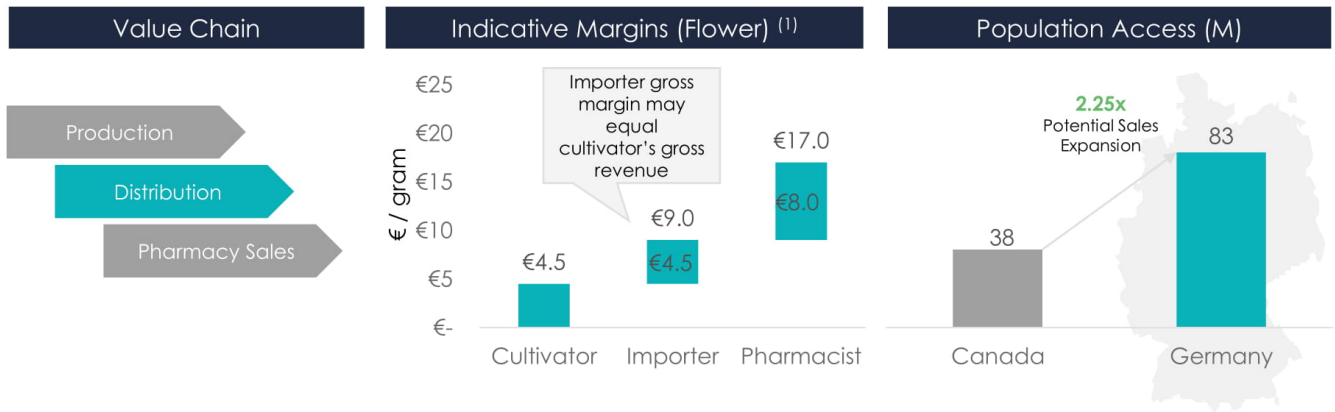 Value Chain
Production
Distribution
Pharmacy Sales
Indicative Margins (Flower) (1)
€ / gram
€25
€20
€15
€10
€5
€-
Importer gross
margin may
equal
cultivator's gross
revenue
€4.5
€9.0
€4.5
€17.0
€8.0
Cultivator
Importer
Pharmacist
Population Access (M)
2.25x
Potential Sales
Expansion
38
83
Canada
Germany